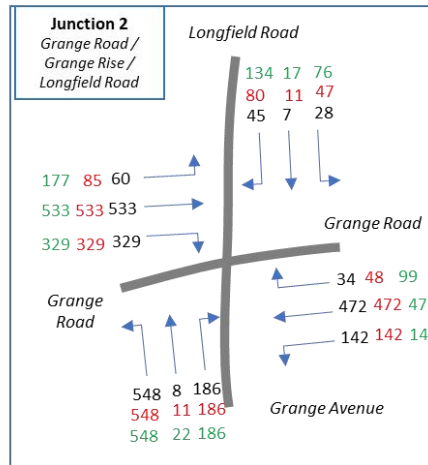 Junction 2
Grange Road /
Grange Rise /
Longfield Road
Longfield Road
134 17 76
80 11 47
45 7 28
177 85 60
533 533 533
329 329 329
Grange Road
34 48 99
472 472 47
142 142 14
Grange
Road
548 8 186
548 11 186
548 22 186
Grange Avenue